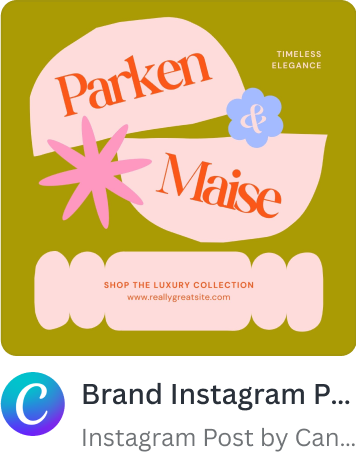 TIMELESS
ELEGANCE
Parken
&
Maise
SHOP THE LUXURY COLLECTION
www.reallygreatsite.com
C
Brand Instagram P...
Instagram Post by Can...